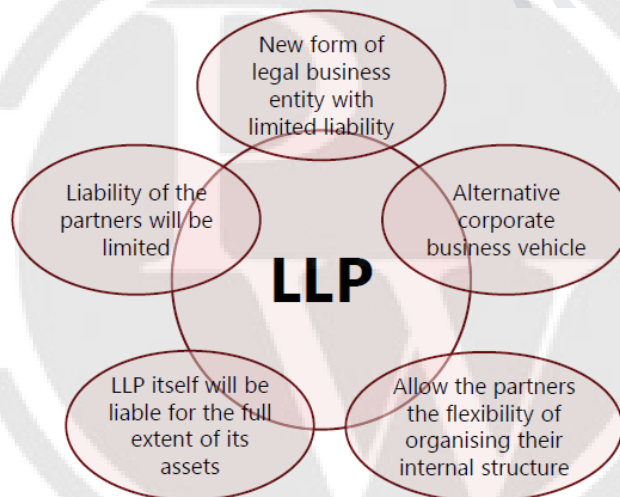 New form of
legal business
entity with
limited liability
Liability of the
partners will be
limited
Alternative
corporate
business vehicle
LLP
LLP itself will be
liable for the full
extent of its
assets
Allow the partners
the flexibility of
organising their
internal structure